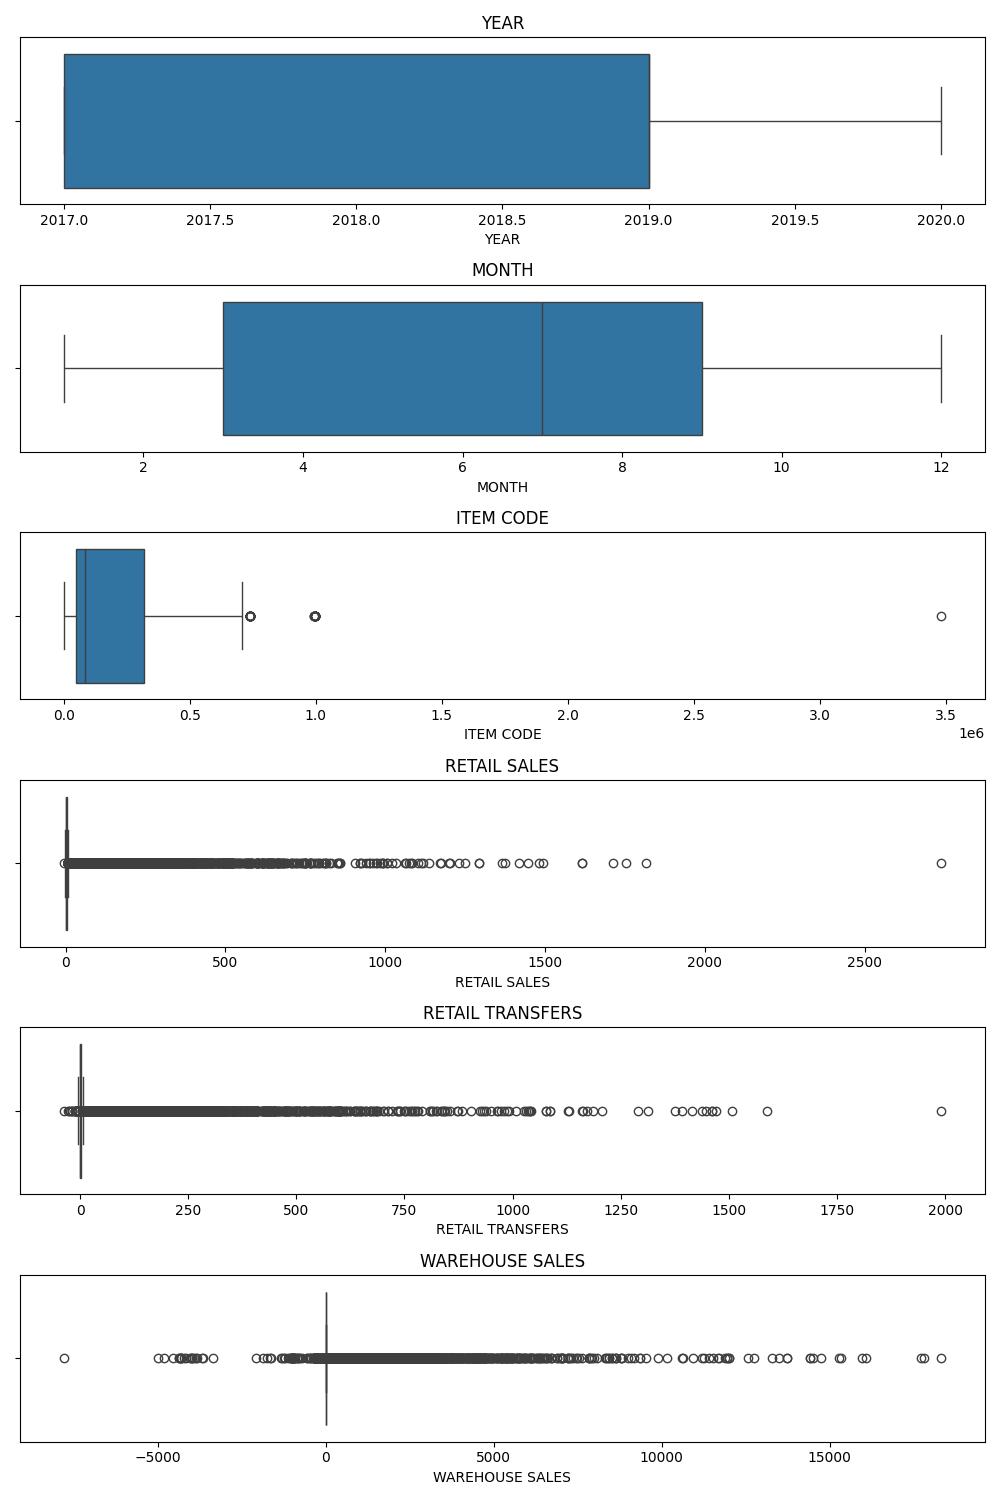 YEAR
2017.0 2017.5 2018.0 2018.5 2019.0 2019.5 2020.0
YEAR
MONTH
2 4 6 8 10 12
MONTH
ITEM CODE
0.0 0.5 1.0 1.5 2.0 2.5 3.0 3.5
ITEM CODE 1e6
RETAIL SALES
0 500 1000 1500 2000 2500
RETAIL SALES
RETAIL TRANSFERS
0 250 500 750 1000 1250 1500 1750 2000
RETAIL TRANSFERS
WAREHOUSE SALES
−5000 0 5000 10000 15000
WAREHOUSE SALES